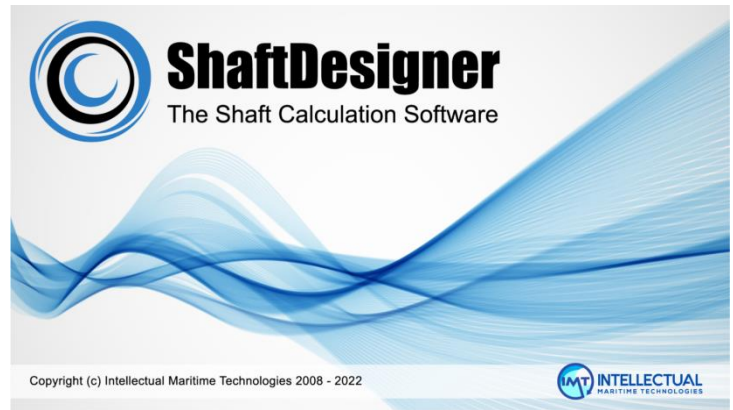 ShaftDesigner
The Shaft Calculation Software
Copyright (c) Intellectual Maritime Technologies 2008 - 2022
IMT
INTELLECTUAL
MARITIME TECHNOLOGIES